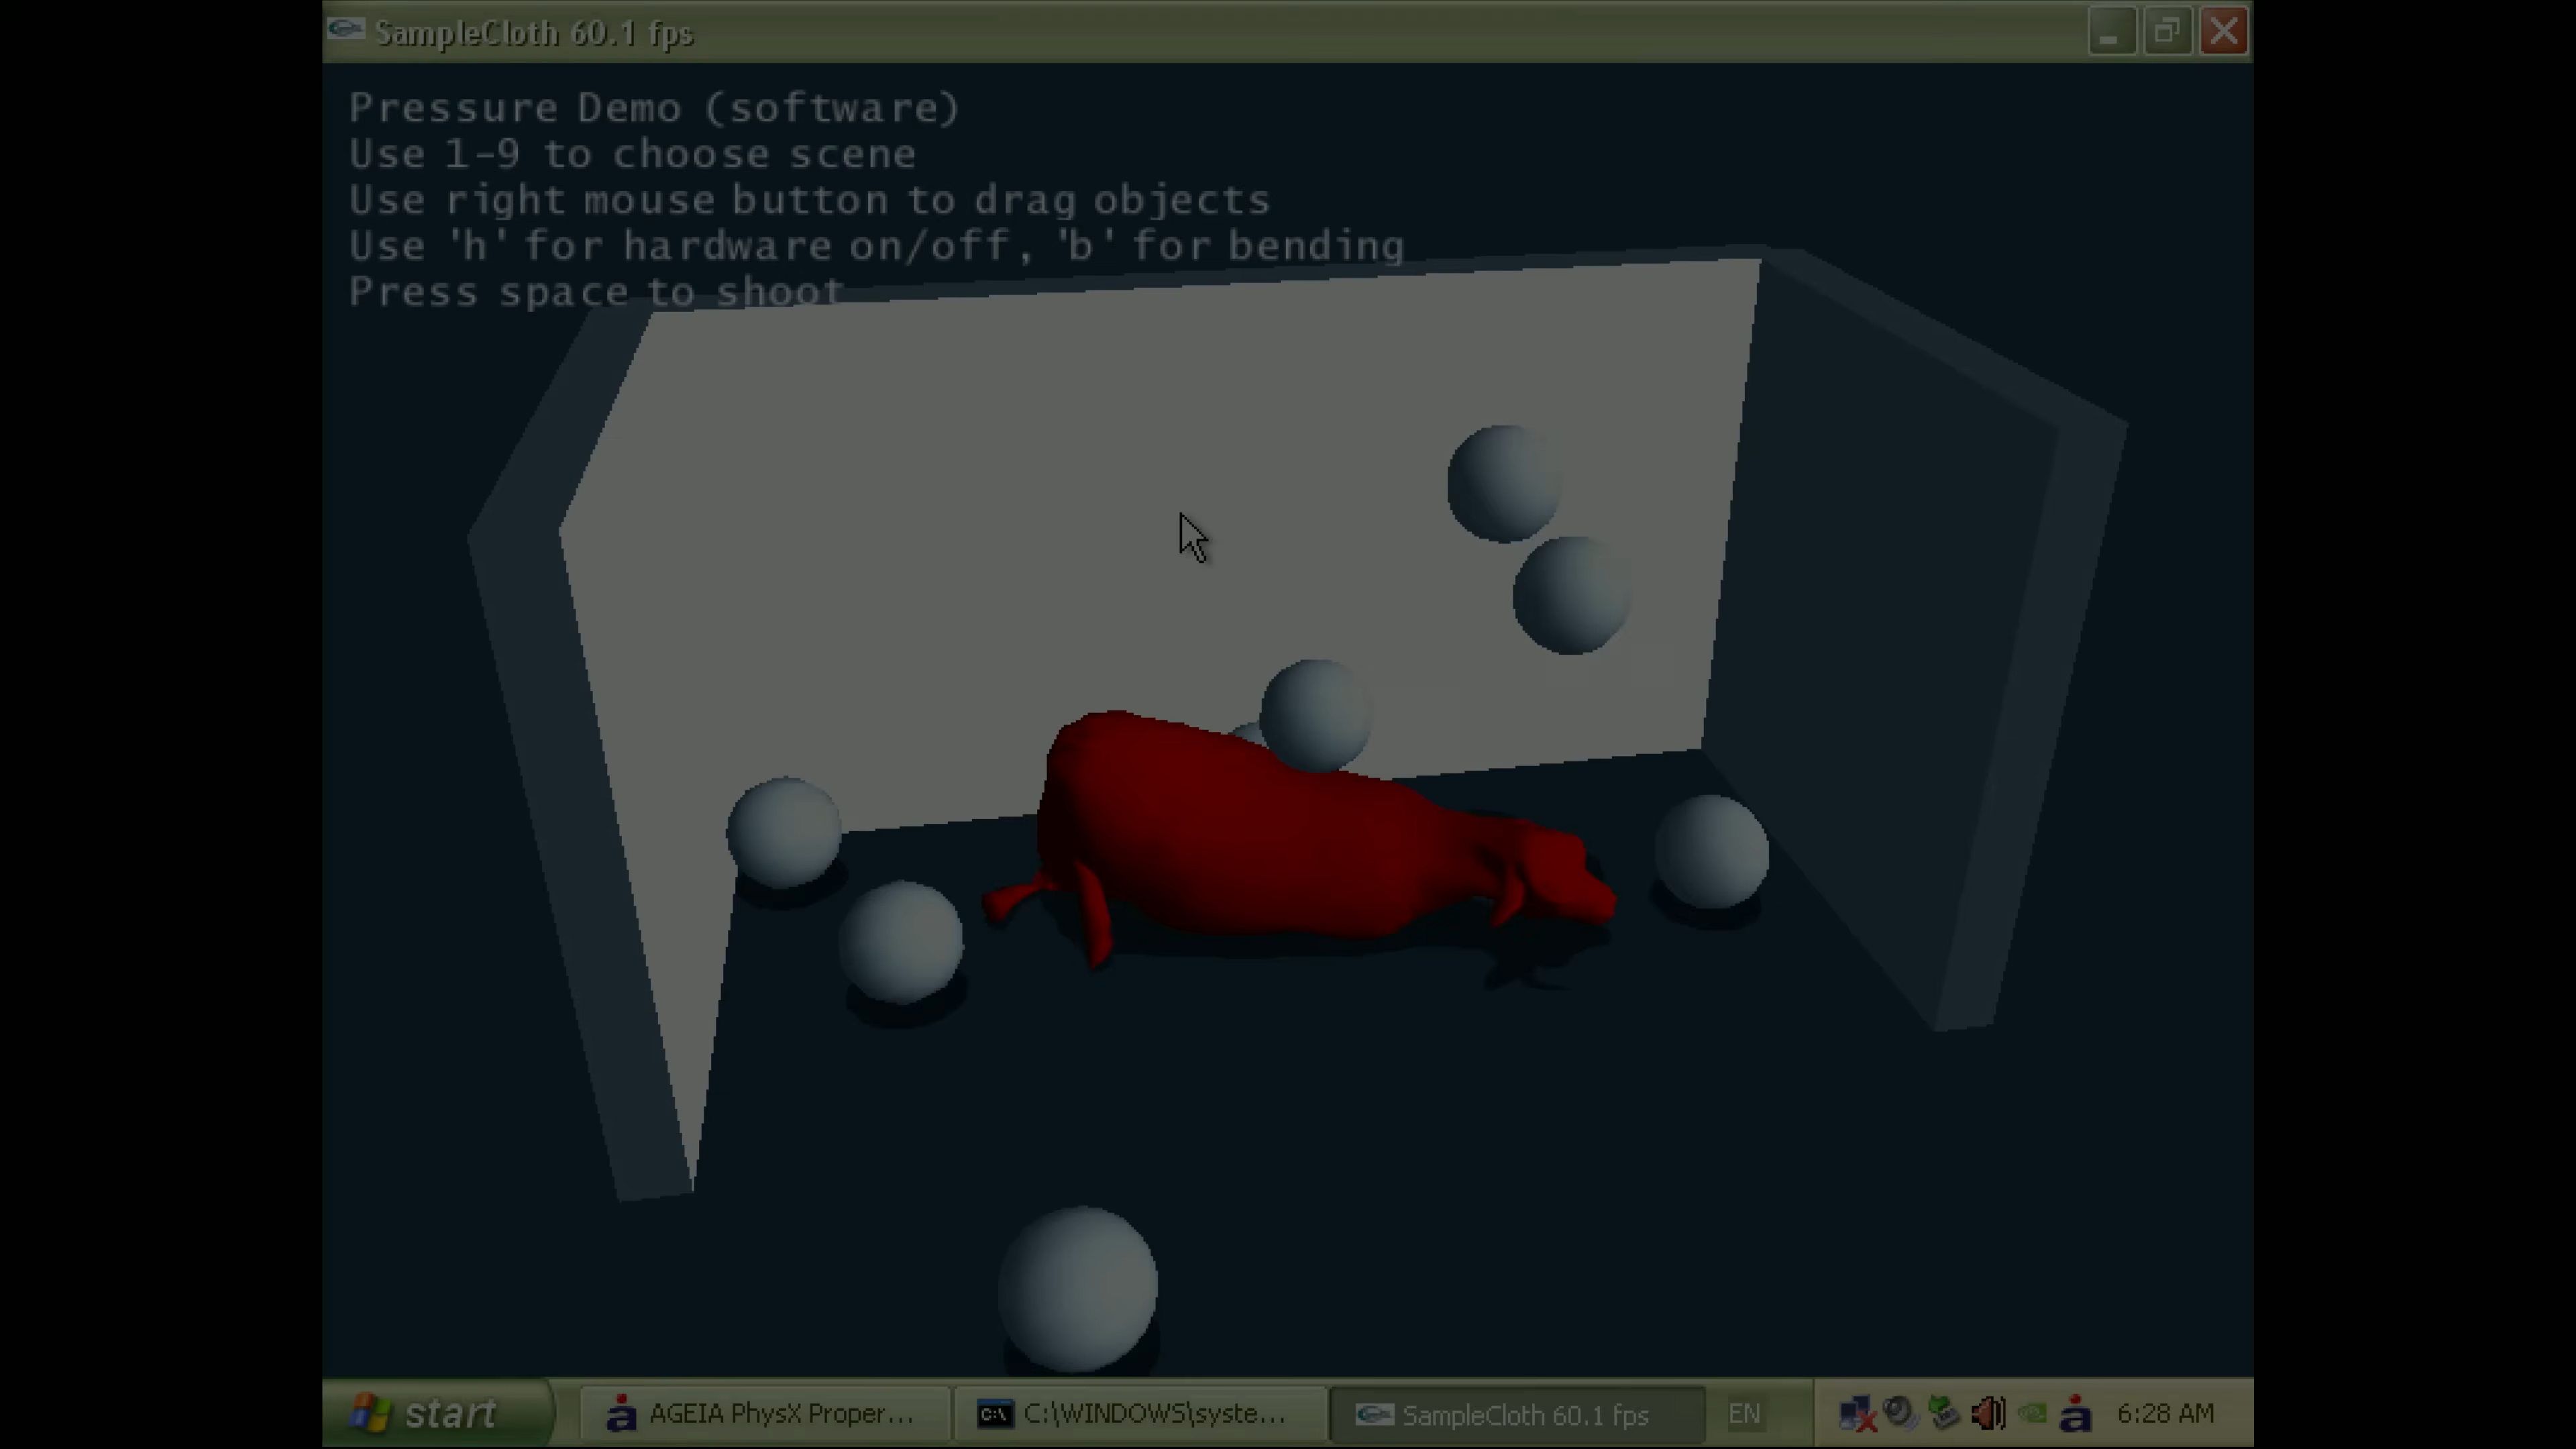 SampleCloth 60.1 fps
Pressure Demo (software)
Use 1-9 to choose scene
Use right mouse button to drag objects
Use 'h' for hardware on/off, 'b' for bending
Press space to shoot
start
AGEIA PhysX Proper...
C:\WINDOWS\syste...
SampleCloth 60.1 fps
EN
6:28 AM